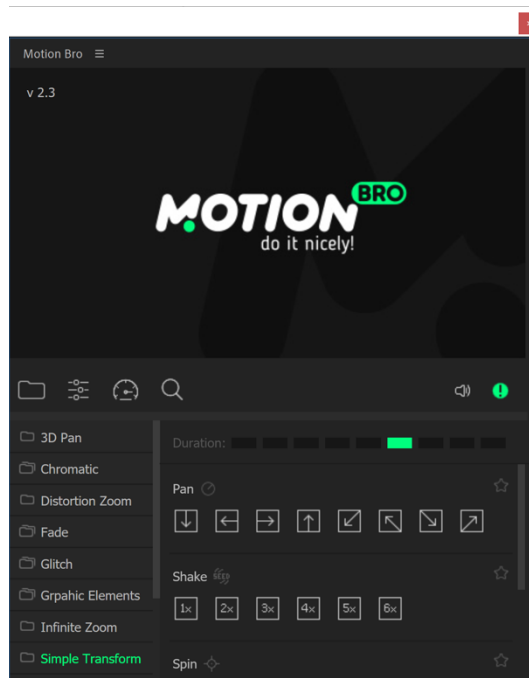 Motion Bro
v 2.3
MOTION BRO
do it nicely!
3D Pan
Chromatic
Distortion Zoom
Fade
Glitch
Grpahic Elements
Infinite Zoom
Simple Transform
Duration:
Pan
Shake
1x 2x 3x 4x 5x 6x
Spin